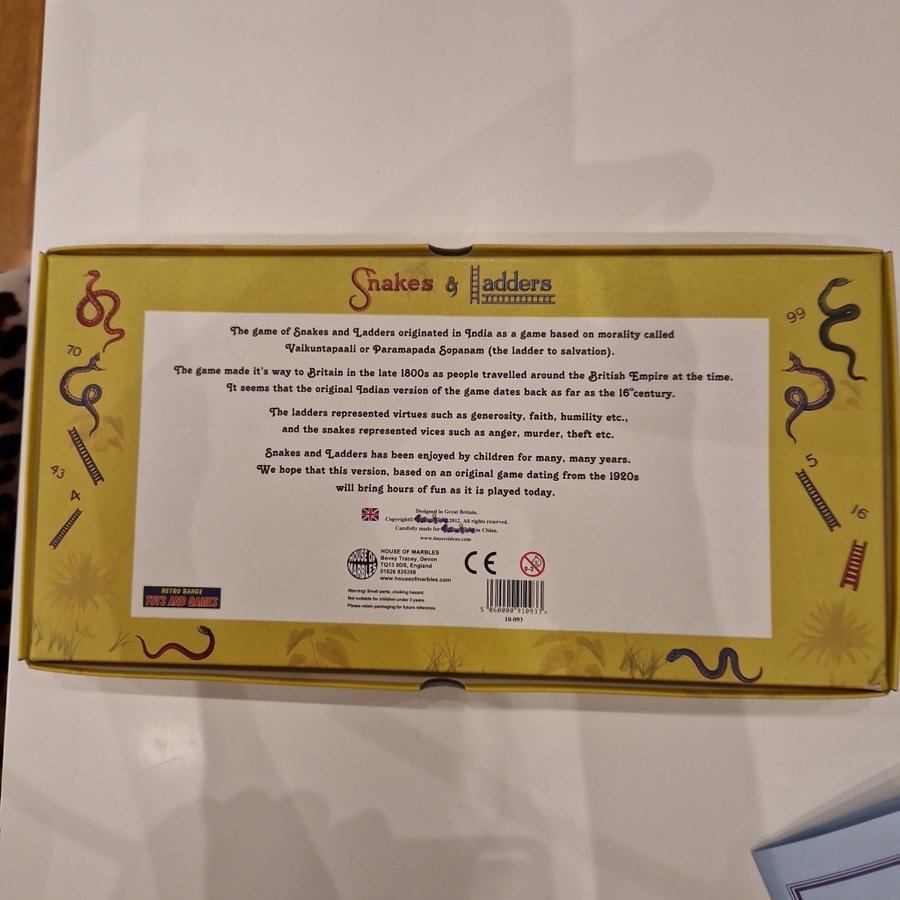 Snakes & Ladders
99
70
43
4
5
16
The game of Snakes and Ladders originated in India as a game based on morality called
Vaikuntapaali or Paramapada Sopanam (the ladder to salvation).
The game made it's way to Britain in the late 1800s as people travelled around the British Empire at the time.
It seems that the original Indian version of the game dates back as far as the 16th century.
The ladders represented virtues such as generosity, faith, humility etc.,
and the snakes represented vices such as anger, murder, theft etc.
Snakes and Ladders has been enjoyed by children for many, many years.
We hope that this version, based on an original game dating from the 1920s
will bring hours of fun as it is played today.
Designed in Great Britain.
Copyright© 2012. All rights reserved.
Carefully made for in China.
HOUSE OF MARBLES
HOUSE OF MARBLES
Bovey Tracey, Devon
TQ13 9DS, England
01626 835358
www.houseofmarbles.com
CE
0-3
Warning! Small parts, choking hazard.
Not suitable for children under 3 years.
Please retain packaging for future reference.
5 060000 910933 >
10-093
RETRO RANGE
TOYS AND GAMES